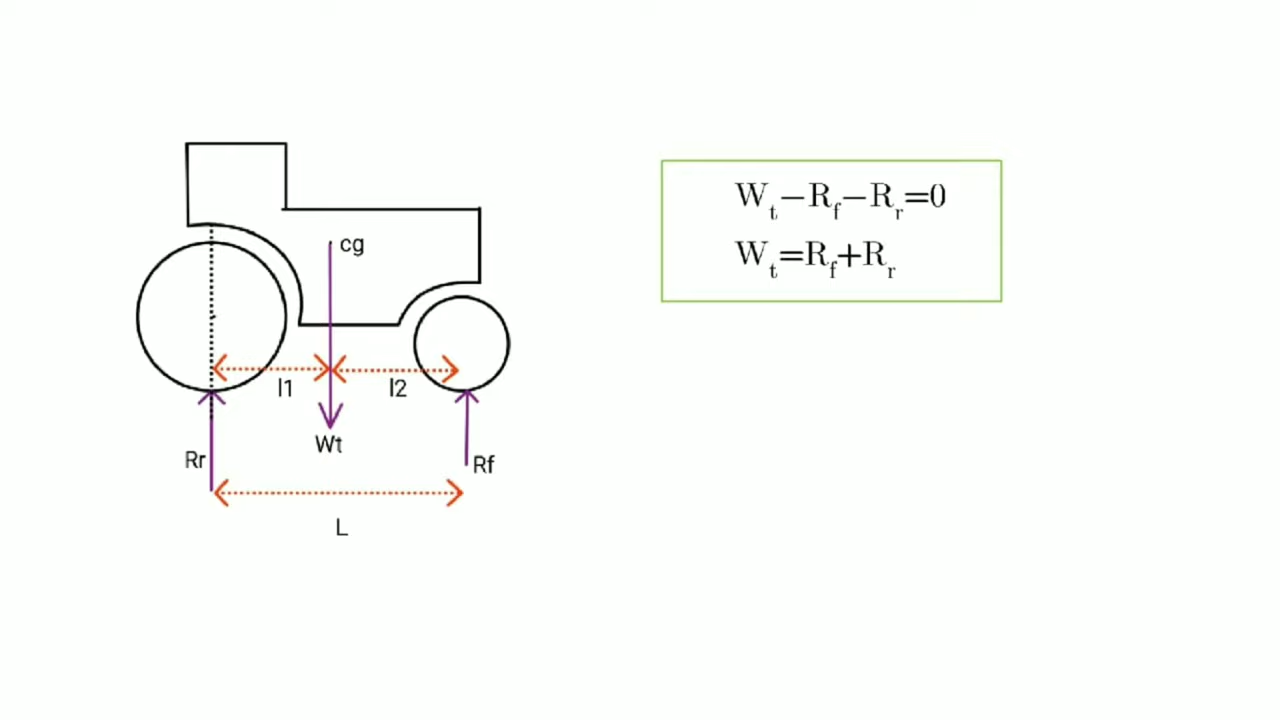 cg
l1
l2
Wt
Rr
Rf
L
W_t−R_f−R_r=0
W_t=R_f+R_r